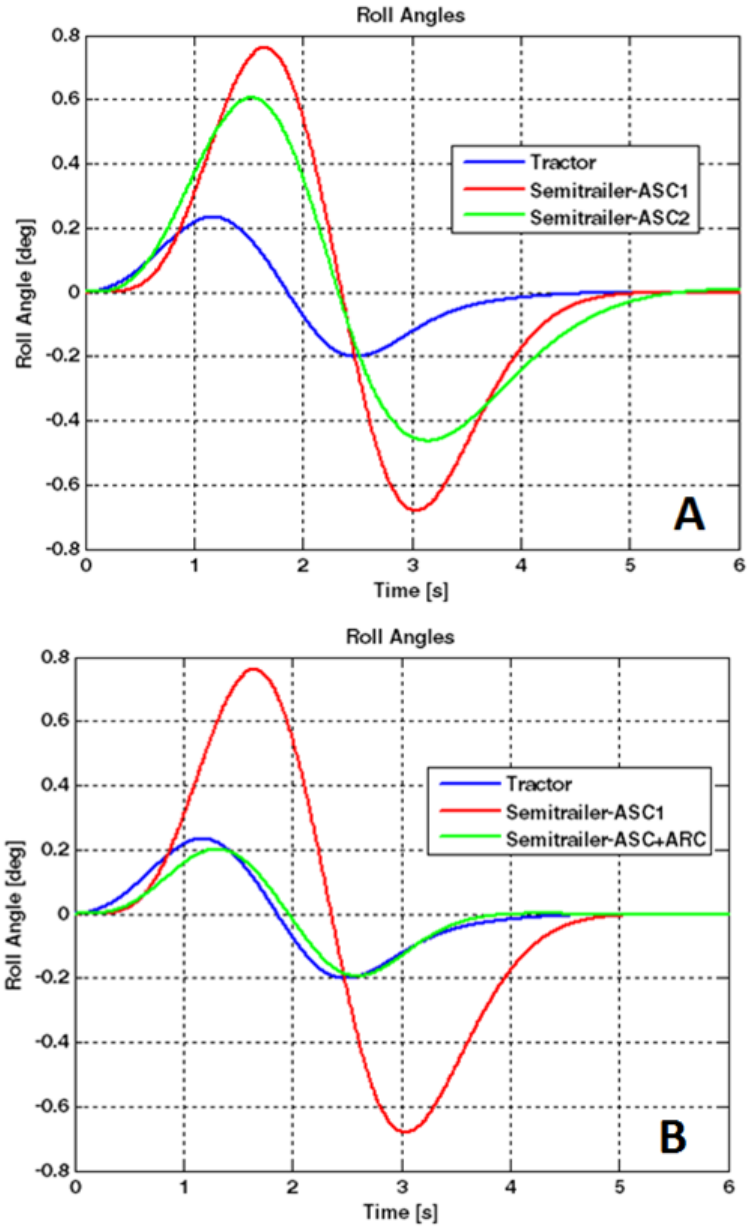 Roll Angles
0.8
0.6
0.4
0.2
0
-0.2
-0.4
-0.6
-0.8
Roll Angle [deg]
Tractor
Semitrailer-ASC1
Semitrailer-ASC2
A
0 1 2 3 4 5 6
Time [s]
Roll Angles
0.8
0.6
0.4
0.2
0
-0.2
-0.4
-0.6
-0.8
Roll Angle [deg]
Tractor
Semitrailer-ASC1
Semitrailer-ASC+ARC
B
0 1 2 3 4 5 6
Time [s]